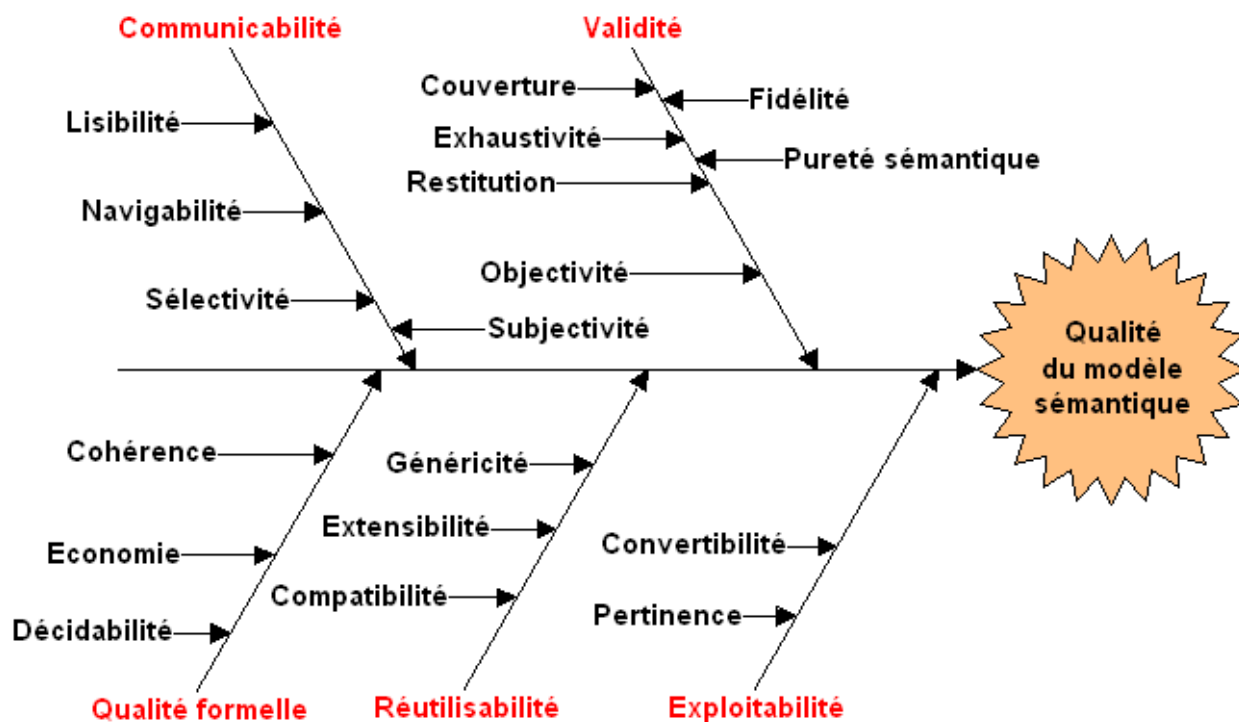 Communicabilité
Validité
Couverture
Fidélité
Lisibilité
Exhaustivité
Pureté sémantique
Restitution
Navigabilité
Objectivité
Sélectivité
Subjectivité
Qualité
du modèle
sémantique
Cohérence
Généricité
Extensibilité
Convertibilité
Economie
Compatibilité
Pertinence
Décidabilité
Qualité formelle
Réutilisabilité
Exploitabilité